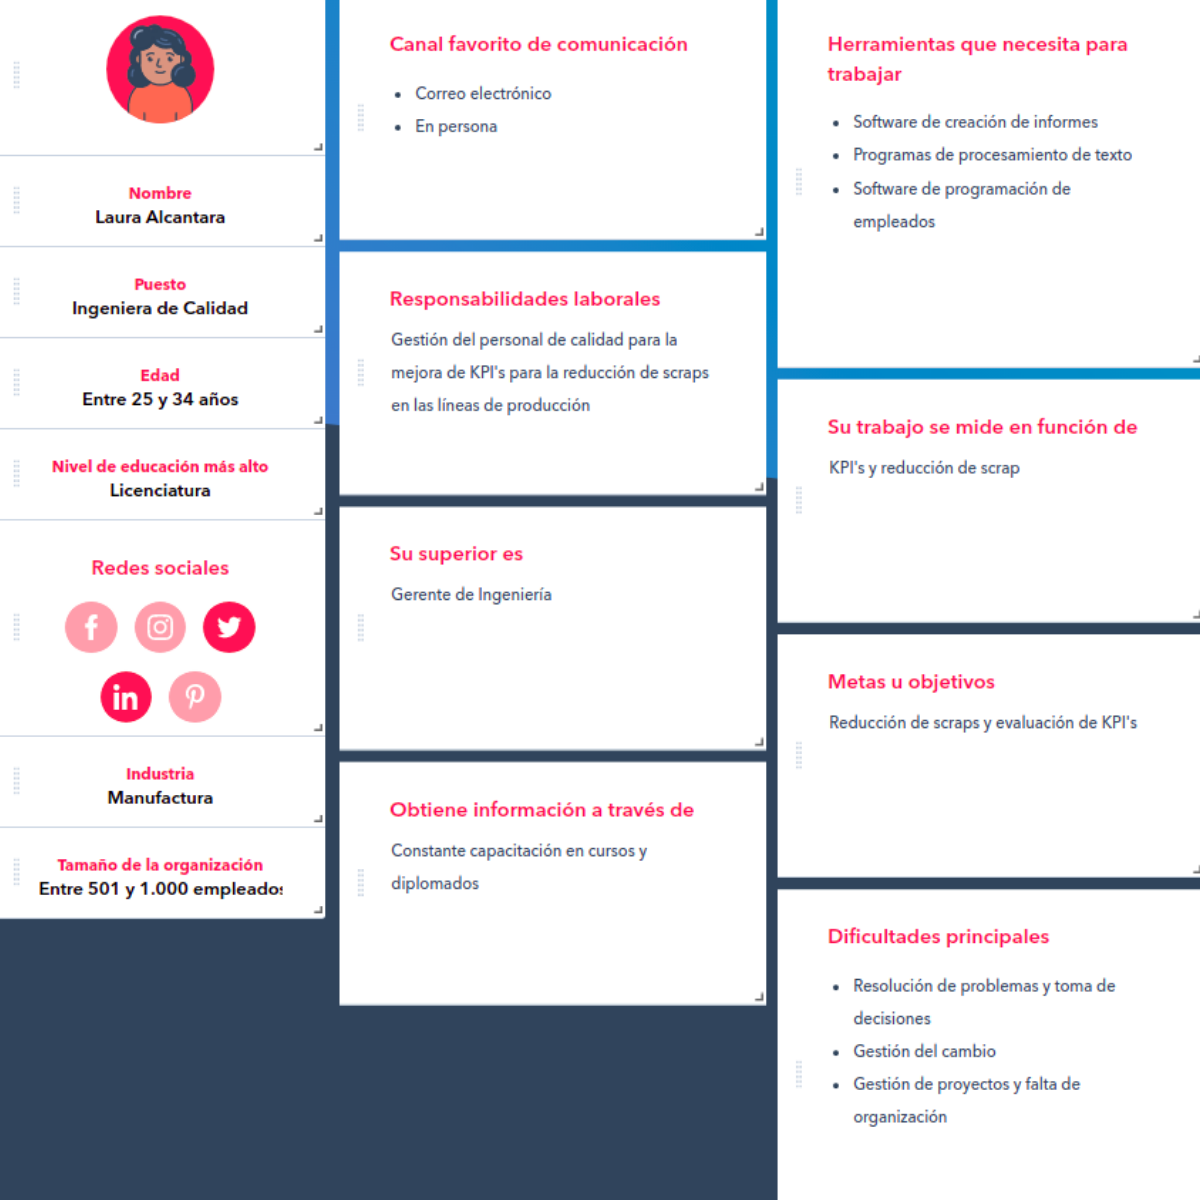 Nombre
Laura Alcantara
Puesto
Ingeniera de Calidad
Edad
Entre 25 y 34 años
Nivel de educación más alto
Licenciatura
Redes sociales
f
in
Industria
Manufactura
Tamaño de la organización
Entre 501 y 1.000 empleados
Canal favorito de comunicación
• Correo electrónico
• En persona
Responsabilidades laborales
Gestión del personal de calidad para la
mejora de KPI's para la reducción de scraps
en las líneas de producción
Su superior es
Gerente de Ingeniería
Obtiene información a través de
Constante capacitación en cursos y
diplomados
Herramientas que necesita para
trabajar
• Software de creación de informes
• Programas de procesamiento de texto
• Software de programación de
empleados
Su trabajo se mide en función de
KPI's y reducción de scrap
Metas u objetivos
Reducción de scraps y evaluación de KPI's
Dificultades principales
• Resolución de problemas y toma de
decisiones
• Gestión del cambio
• Gestión de proyectos y falta de
organización